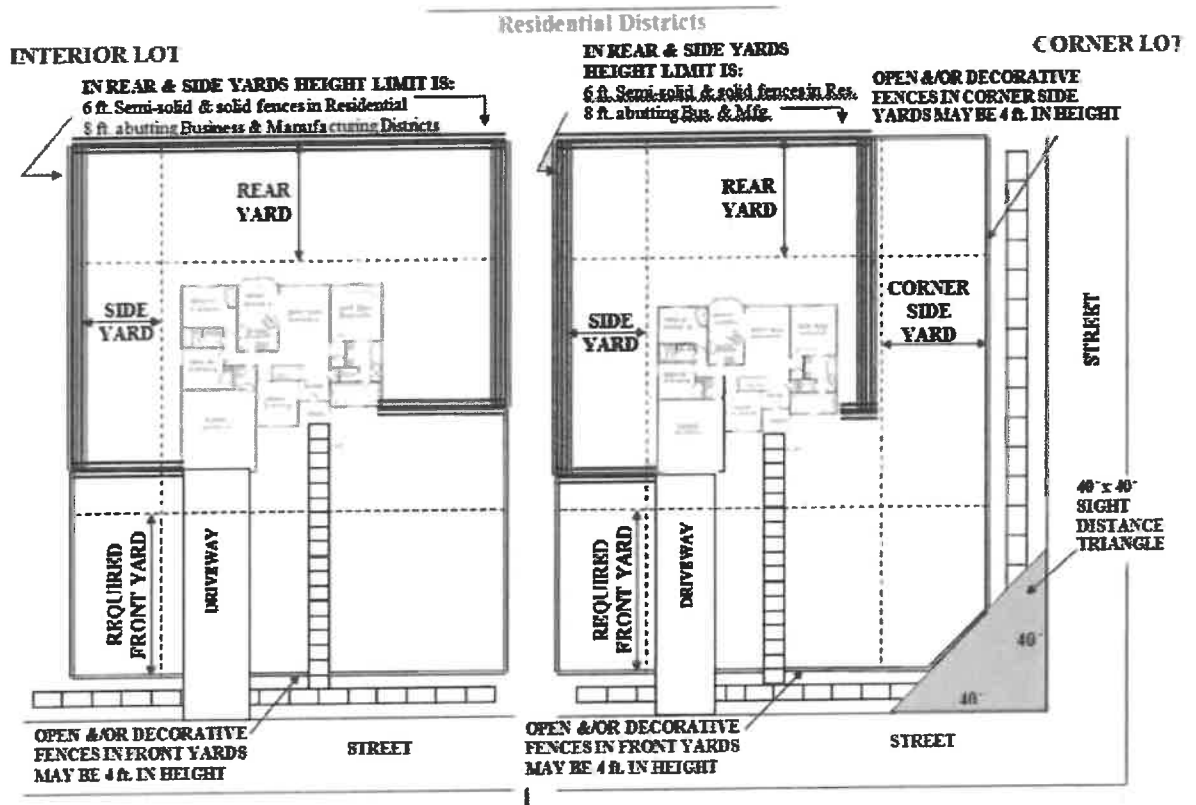 Residential Districts
INTERIOR LOT
IN REAR & SIDE YARDS HEIGHT LIMIT IS:
6 ft. Semi-solid & solid fences in Residential
8 ft. abutting Business & Manufacturing Districts
REAR
YARD
SIDE
YARD
REQUIRED
FRONT YARD
DRIVEWAY
OPEN &/OR DECORATIVE
FENCES IN FRONT YARDS
MAY BE 4 ft. IN HEIGHT
STREET
CORNER LOT
IN REAR & SIDE YARDS
HEIGHT LIMIT IS:
6 ft. Semi-solid & solid fences in Res.
8 ft. abutting Bus. & Mfg.
OPEN &/OR DECORATIVE
FENCES IN CORNER SIDE
YARDS MAY BE 4 ft. IN HEIGHT
REAR
YARD
SIDE
YARD
CORNER
SIDE
YARD
STREET
40' x 40'
SIGHT
DISTANCE
TRIANGLE
40'
40'
REQUIRED
FRONT YARD
DRIVEWAY
OPEN &/OR DECORATIVE
FENCES IN FRONT YARDS
MAY BE 4 ft. IN HEIGHT
STREET